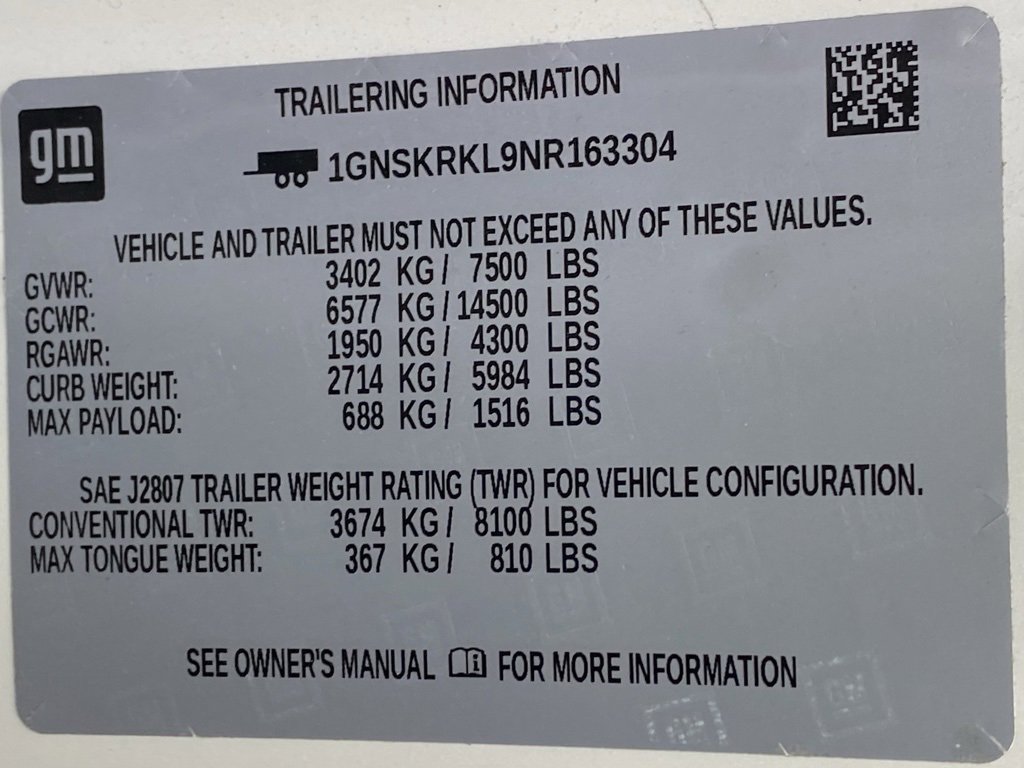 gm
TRAILERING INFORMATION
1GNSKRKL9NR163304
VEHICLE AND TRAILER MUST NOT EXCEED ANY OF THESE VALUES.
GVWR: 3402 KG / 7500 LBS
GCWR: 6577 KG / 14500 LBS
RGAWR: 1950 KG / 4300 LBS
CURB WEIGHT: 2714 KG / 5984 LBS
MAX PAYLOAD: 688 KG / 1516 LBS
SAE J2807 TRAILER WEIGHT RATING (TWR) FOR VEHICLE CONFIGURATION.
CONVENTIONAL TWR: 3674 KG / 8100 LBS
MAX TONGUE WEIGHT: 367 KG / 810 LBS
SEE OWNER'S MANUAL FOR MORE INFORMATION